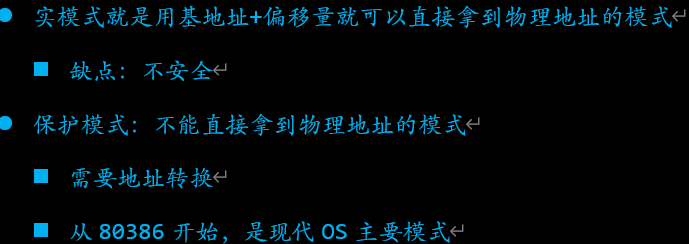 实模式就是用基地址+偏移量就可以直接拿到物理地址的模式
缺点：不安全
保护模式：不能直接拿到物理地址的模式
需要地址转换
从 80386 开始，是现代 OS 主要模式